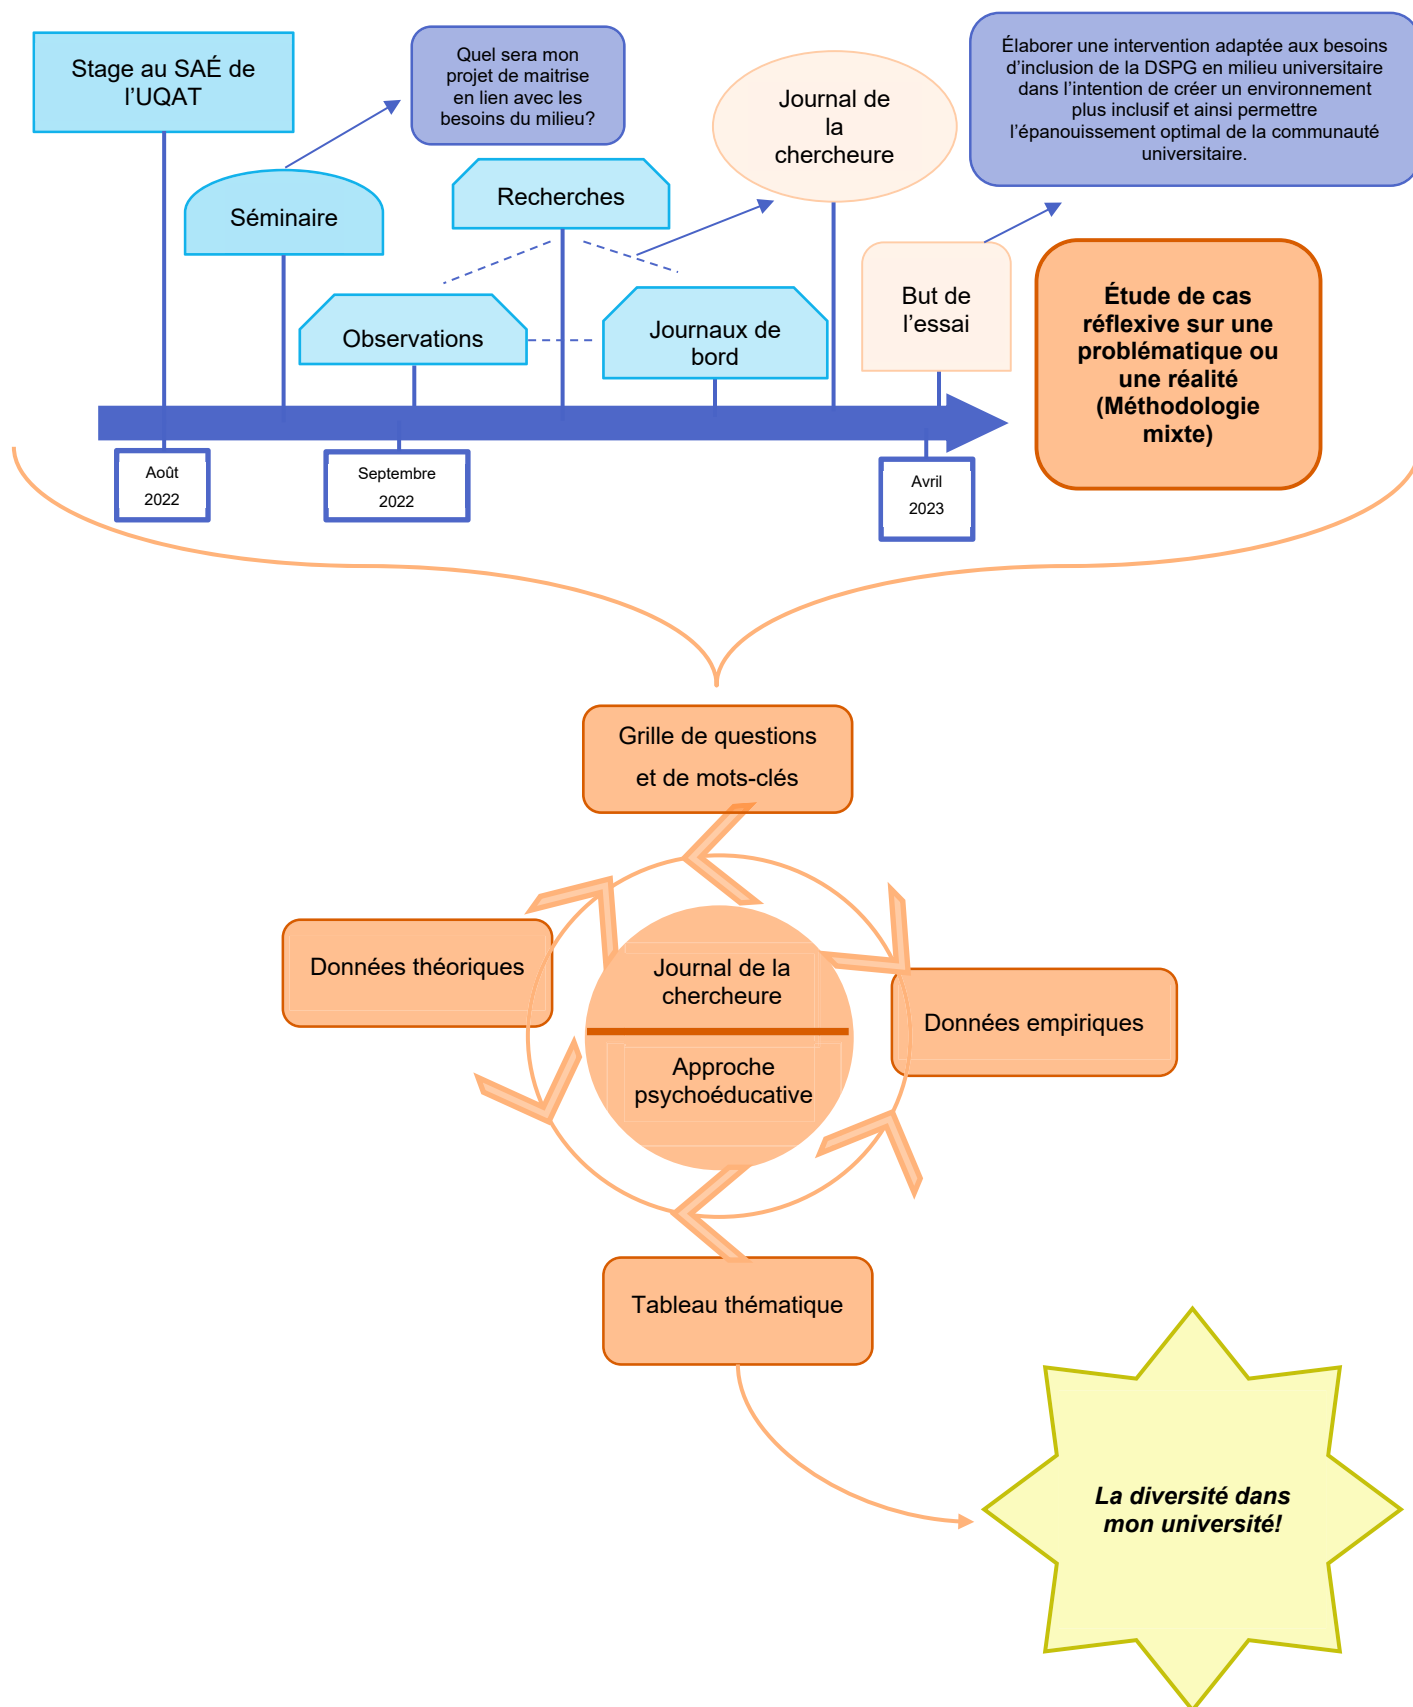 Stage au SAÉ de
l’UQAT
Quel sera mon
projet de maitrise
en lien avec les
besoins du milieu?
Journal de
la
chercheure
Élaborer une intervention adaptée aux besoins
d’inclusion de la DSPG en milieu universitaire
dans l’intention de créer un environnement
plus inclusif et ainsi permettre
l’épanouissement optimal de la communauté
universitaire.
Séminaire
Recherches
Observations
Journaux de
bord
But de
l’essai
Étude de cas
réflexive sur une
problématique ou
une réalité
(Méthodologie
mixte)
Août
2022
Septembre
2022
Avril
2023
Grille de questions
et de mots-clés
Données théoriques
Journal de la
chercheure
Approche
psychoéducative
Données empiriques
Tableau thématique
La diversité dans
mon université!